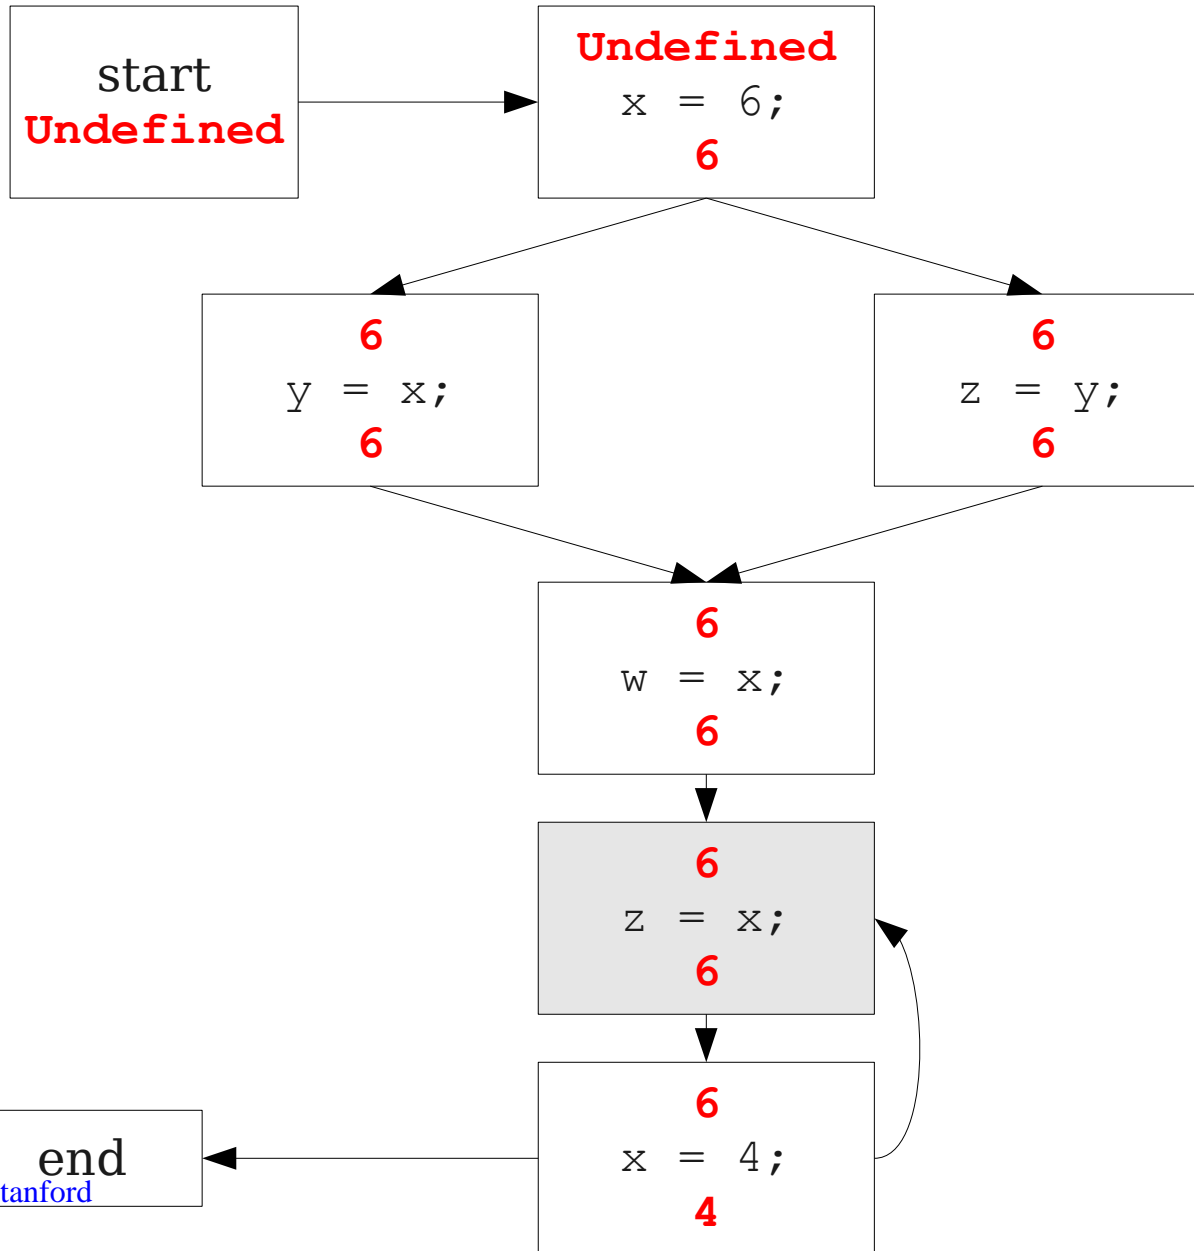 start
Undefined
Undefined
x = 6;
6
6
y = x;
6
6
z = y;
6
6
w = x;
6
6
z = x;
6
6
x = 4;
4
end
tanford